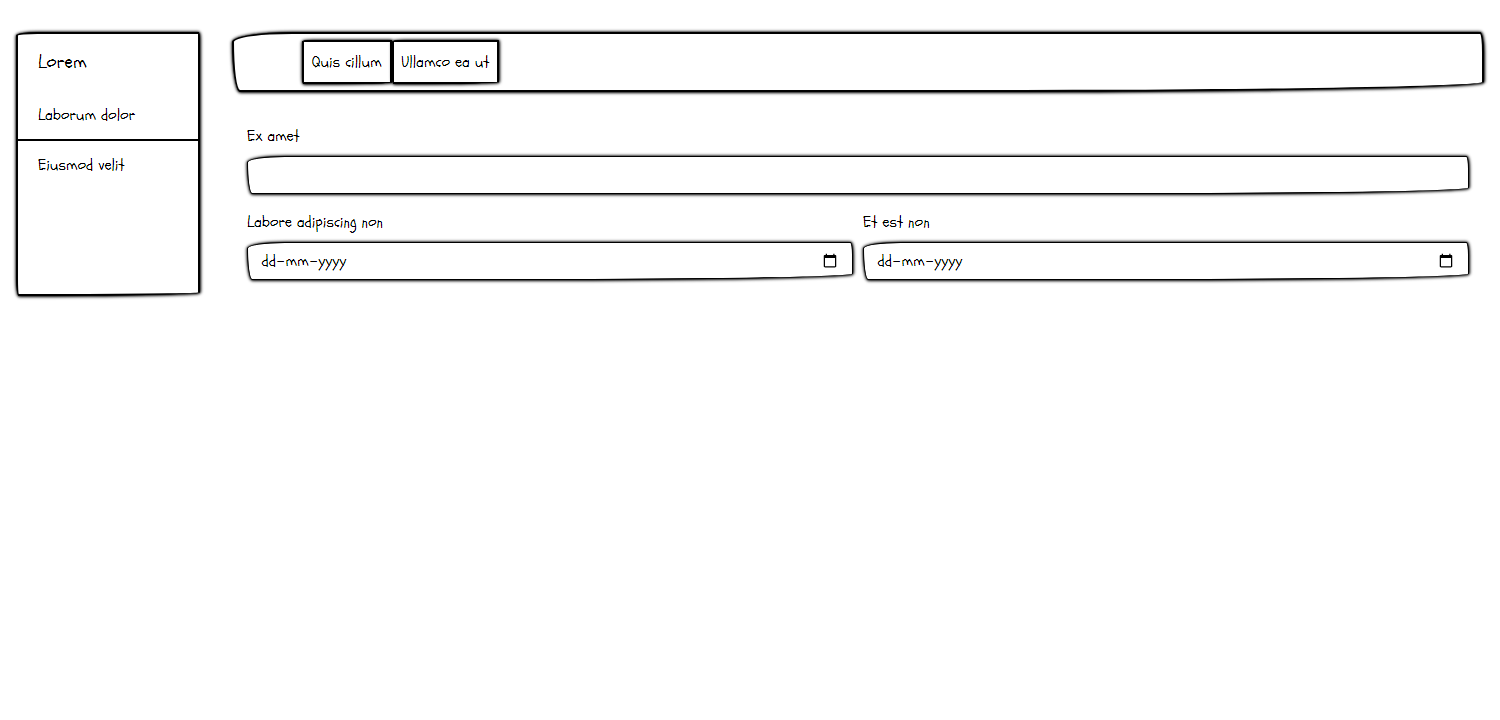 Lorem
Laborum dolor
Eiusmod velit
Quis cillum
Ullamco ea ut
Ex amet
Labore adipiscing non
dd-mm-yyyy
Et est non
dd-mm-yyyy